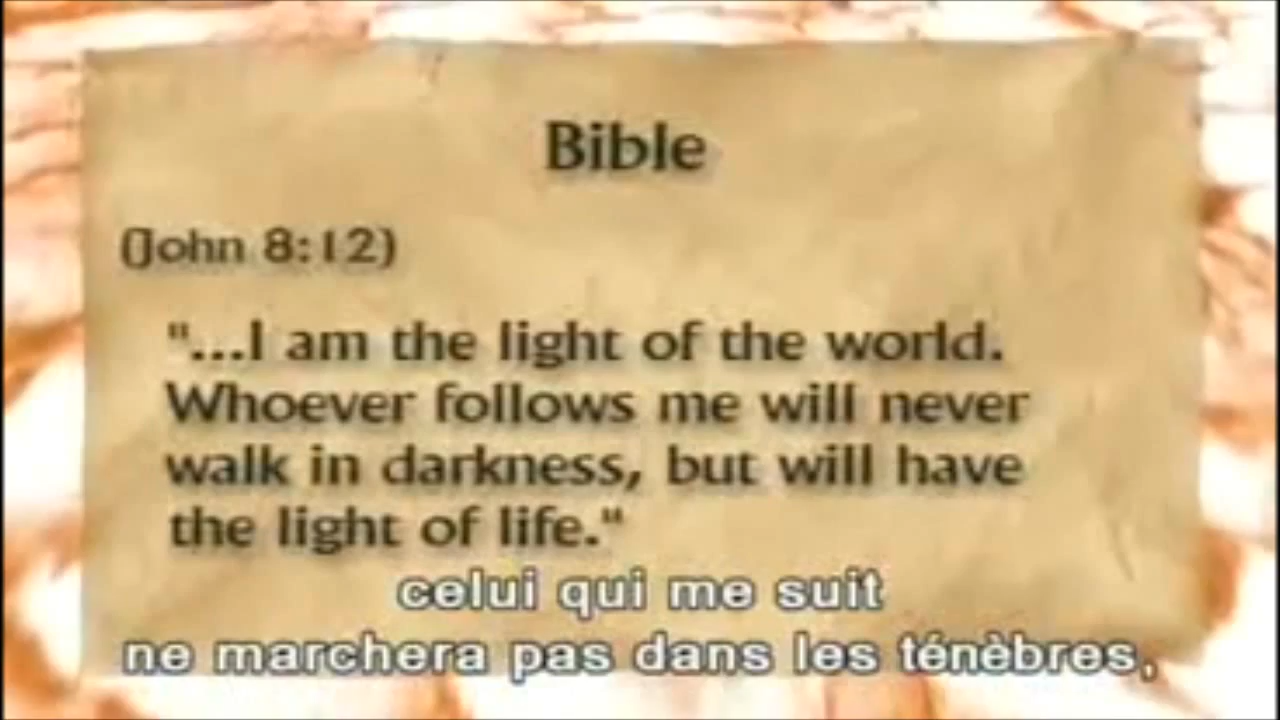 Bible
(John 8:12)
"...I am the light of the world.
Whoever follows me will never
walk in darkness, but will have
the light of life."
celui qui me suit
ne marchera pas dans les ténèbres,